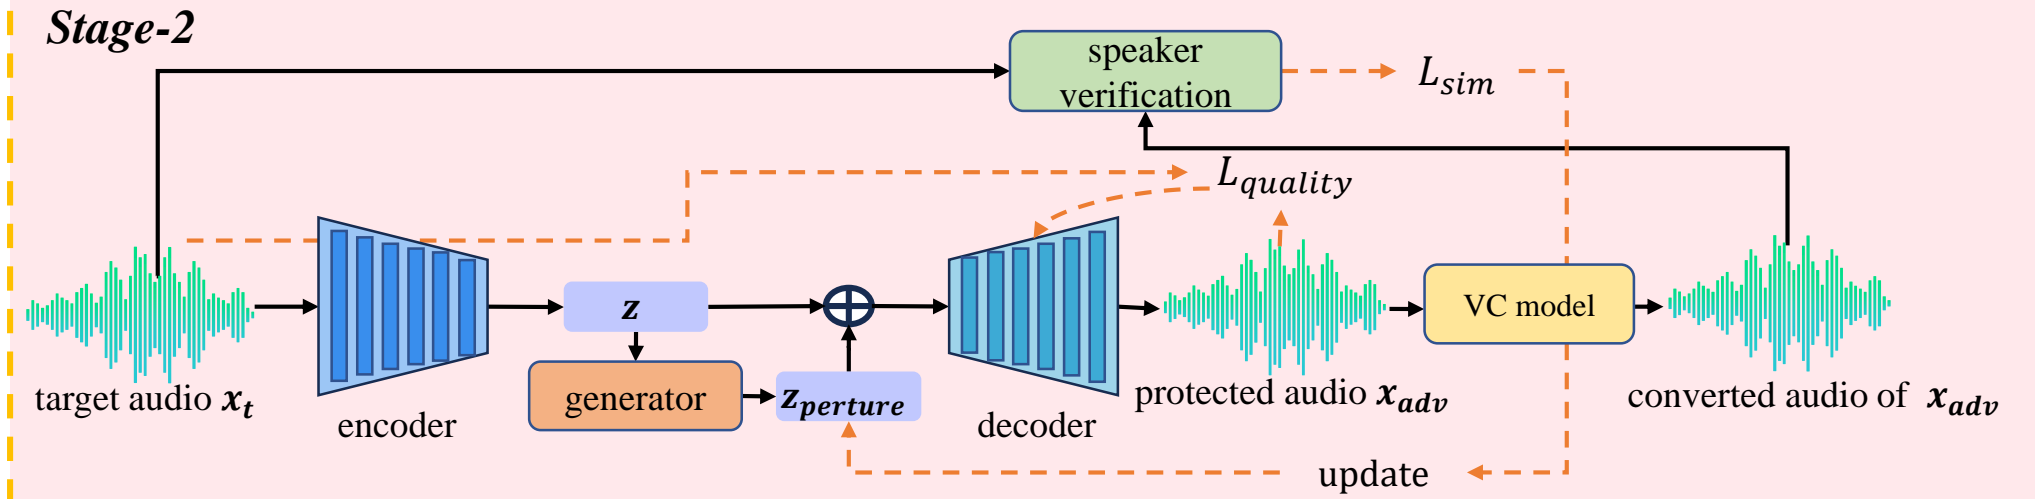 Stage-2
speaker
verification
L_sim
L_quality
z
VC model
generator
z_perture
target audio x_t
encoder
decoder
protected audio x_adv
converted audio of x_adv
update